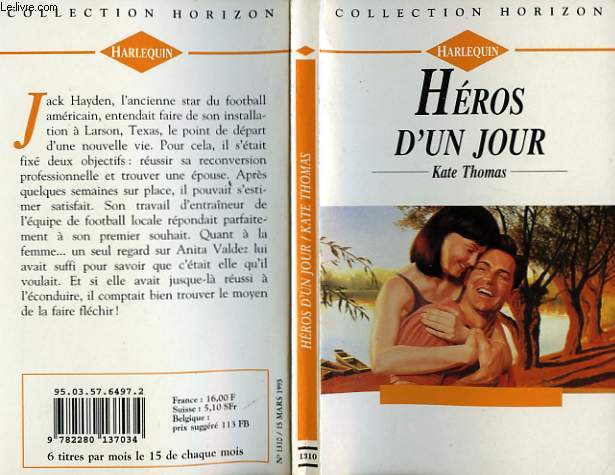 Le-livre.com
COLLECTION HORIZON
HARLEQUIN
Jack Hayden, l'ancienne star du football
américain, entendait faire de son installa-
tion à Larson, Texas, le point de départ
d'une nouvelle vie. Pour cela, il s'était
fixé deux objectifs : réussir sa reconversion
professionnelle et trouver une épouse. Après
quelques semaines sur place, il pouvait s'esti-
mer satisfait. Son travail d'entraîneur de
l'équipe de football locale répondait parfaite-
ment à son premier souhait. Quant à la
femme... un seul regard sur Anita Valdez lui
avait suffi pour savoir que c'était elle qu'il
voulait. Et si elle avait jusque-là réussi à
l'éconduire, il comptait bien trouver le moyen
de la faire fléchir !
95.03.57.6497.2
9 782280 137034
France : 16,00 F
Suisse : 5,10 SFr
Belgique :
prix suggéré 113 FB
6 titres par mois le 15 de chaque mois
HÉROS D'UN JOUR / KATE THOMAS
N° 1310 / 15 MARS 1995
1310
COLLECTION HORIZON
HARLEQUIN
HÉROS
D'UN JOUR
Kate Thomas